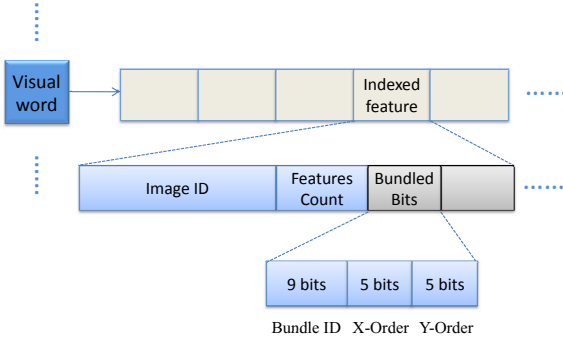 Visual
word
Indexed
feature
Image ID
Features
Count
Bundled
Bits
9 bits
5 bits
5 bits
Bundle ID
X-Order
Y-Order